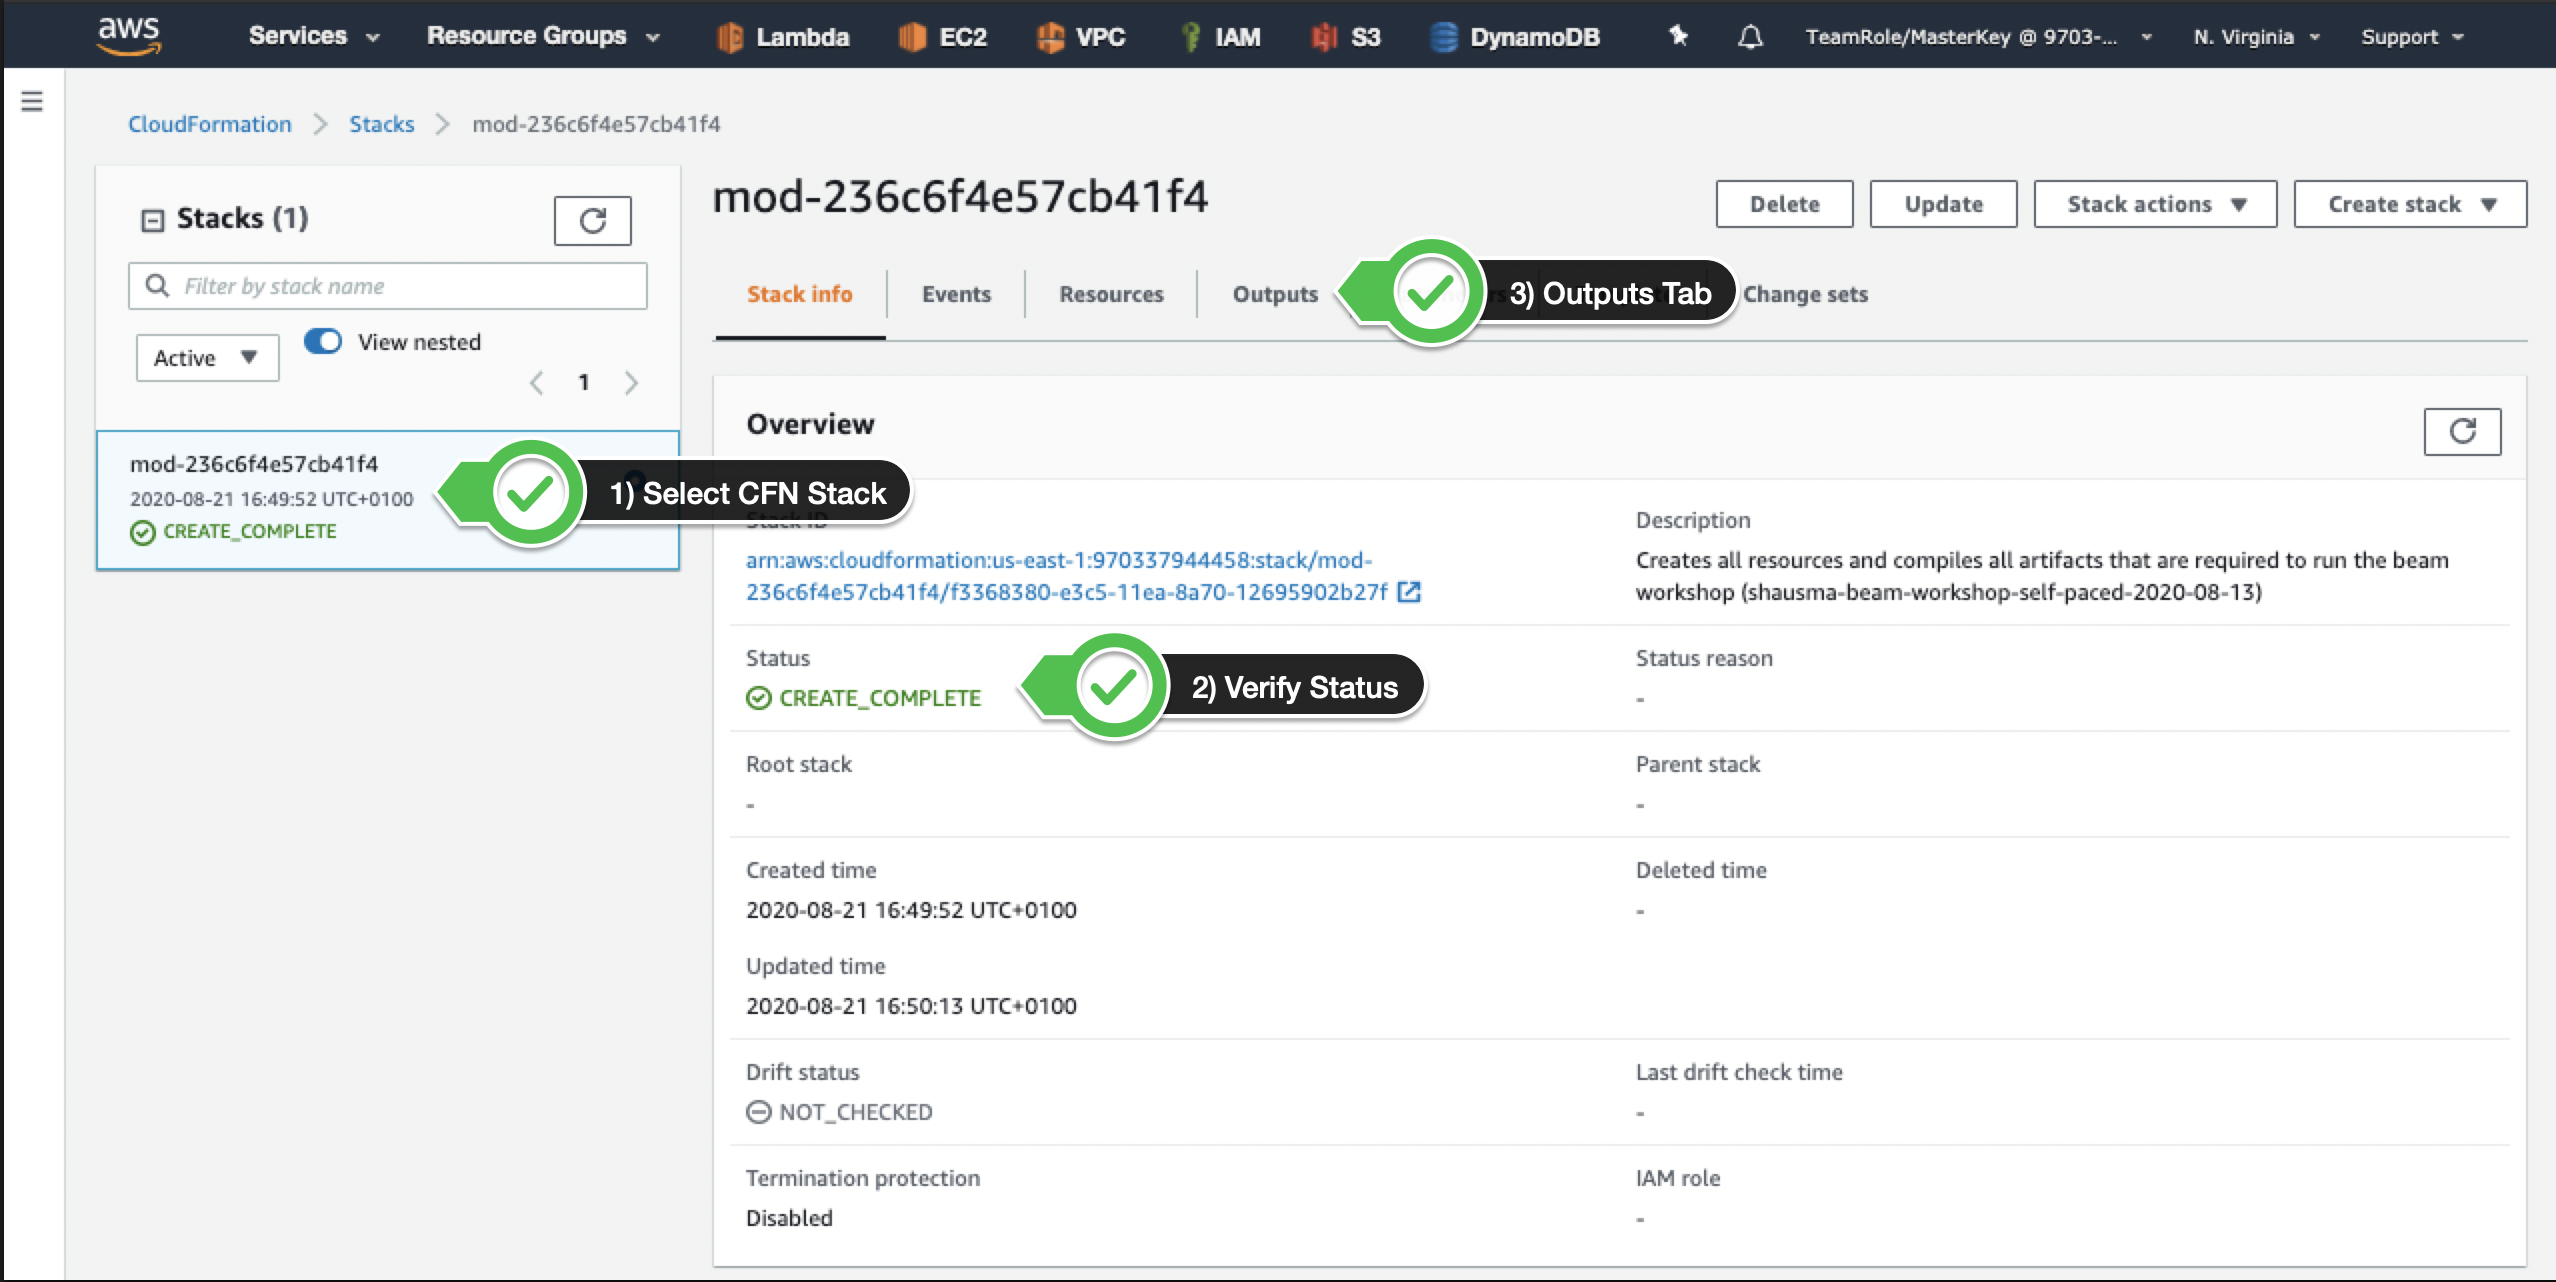 aws Services Resource Groups Lambda EC2 VPC IAM S3 DynamoDB TeamRole/MasterKey @ 9703-... N. Virginia Support
CloudFormation Stacks mod-236c6f4e57cb41f4
Stacks (1)
Filter by stack name
Active View nested
1
mod-236c6f4e57cb41f4
2020-08-21 16:49:52 UTC+0100
CREATE_COMPLETE
1) Select CFN Stack
mod-236c6f4e57cb41f4
Delete Update Stack actions Create stack
Stack info Events Resources Outputs 3) Outputs Tab Change sets
Overview
Stack ID
arn:aws:cloudformation:us-east-1:970337944458:stack/mod-
236c6f4e57cb41f4/f3368380-e3c5-11ea-8a70-12695902b27f
Description
Creates all resources and compiles all artifacts that are required to run the beam
workshop (shausma-beam-workshop-self-paced-2020-08-13)
Status
CREATE_COMPLETE
2) Verify Status
Status reason
-
Root stack
-
Parent stack
-
Created time
2020-08-21 16:49:52 UTC+0100
Deleted time
-
Updated time
2020-08-21 16:50:13 UTC+0100
Drift status
NOT_CHECKED
Last drift check time
-
Termination protection
Disabled
IAM role
-